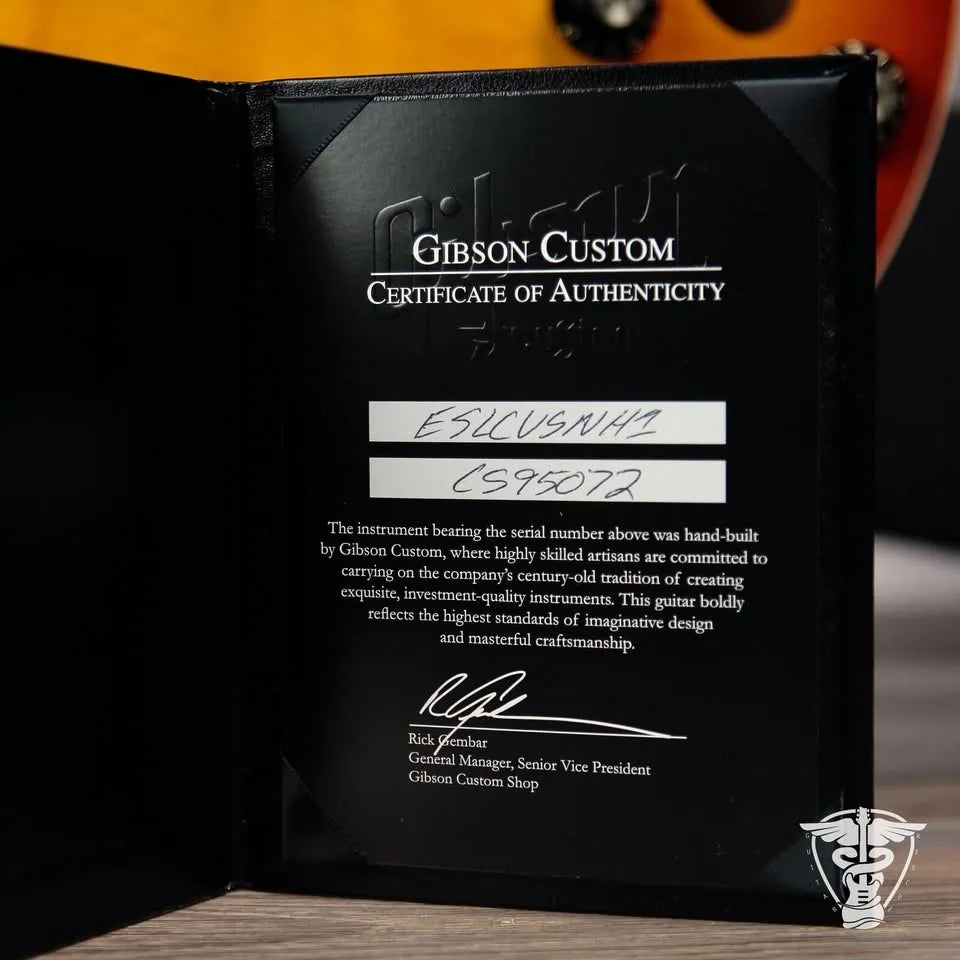 Gibson
GIBSON CUSTOM
CERTIFICATE OF AUTHENTICITY
ESLCUSNH1
CS95072
The instrument bearing the serial number above was hand-built
by Gibson Custom, where highly skilled artisans are committed to
carrying on the company's century-old tradition of creating
exquisite, investment-quality instruments. This guitar boldly
reflects the highest standards of imaginative design
and masterful craftsmanship.
Rick Gembar
General Manager, Senior Vice President
Gibson Custom Shop